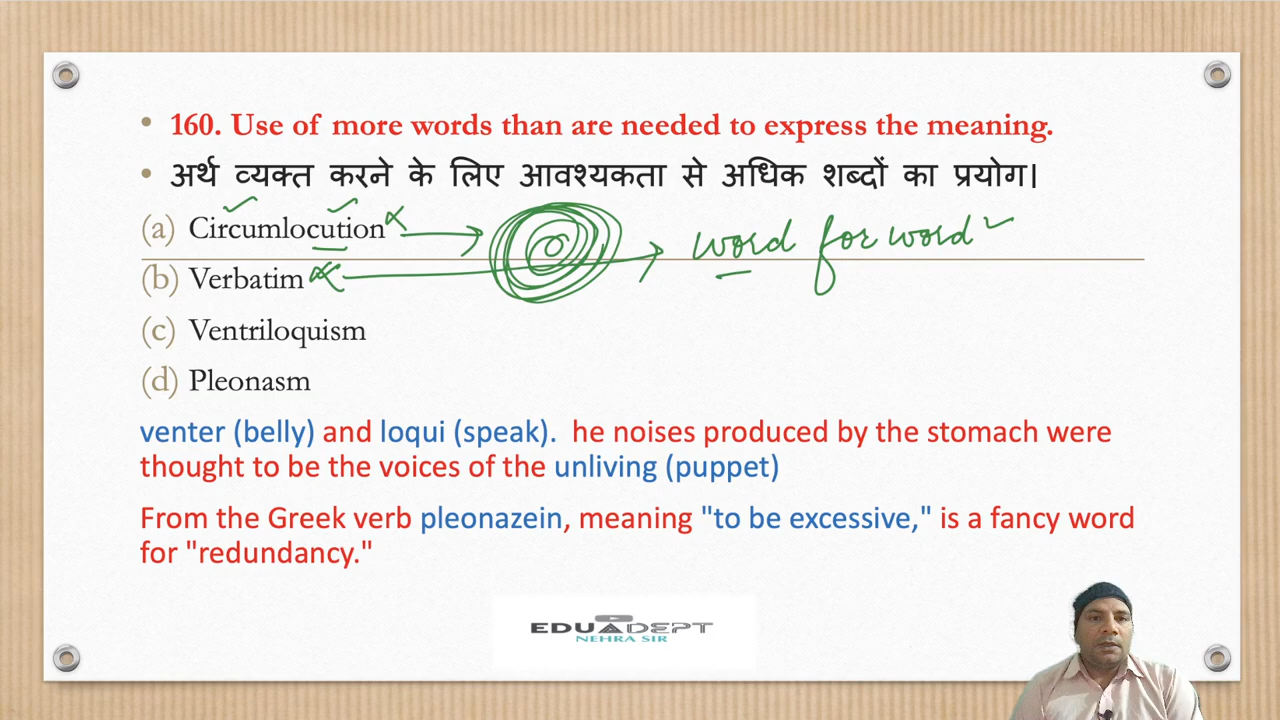 160. Use of more words than are needed to express the meaning.
अर्थ व्यक्त करने के लिए आवश्यकता से अधिक शब्दों का प्रयोग।
(a) Circumlocution
word for word
(b) Verbatim
(c) Ventriloquism
(d) Pleonasm
venter (belly) and loqui (speak). he noises produced by the stomach were
thought to be the voices of the unliving (puppet)
From the Greek verb pleonazein, meaning "to be excessive," is a fancy word
for "redundancy."
EDUADEPT
NEHRA SIR